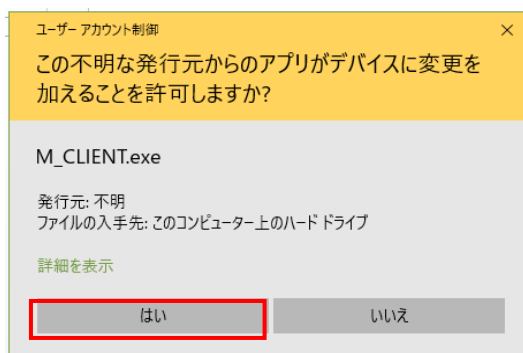 ユーザー アカウント制御
この不明な発行元からのアプリがデバイスに変更を
加えることを許可しますか?
M_CLIENT.exe
発行元: 不明
ファイルの入手先: このコンピューター上のハード ドライブ
詳細を表示
はい
いいえ